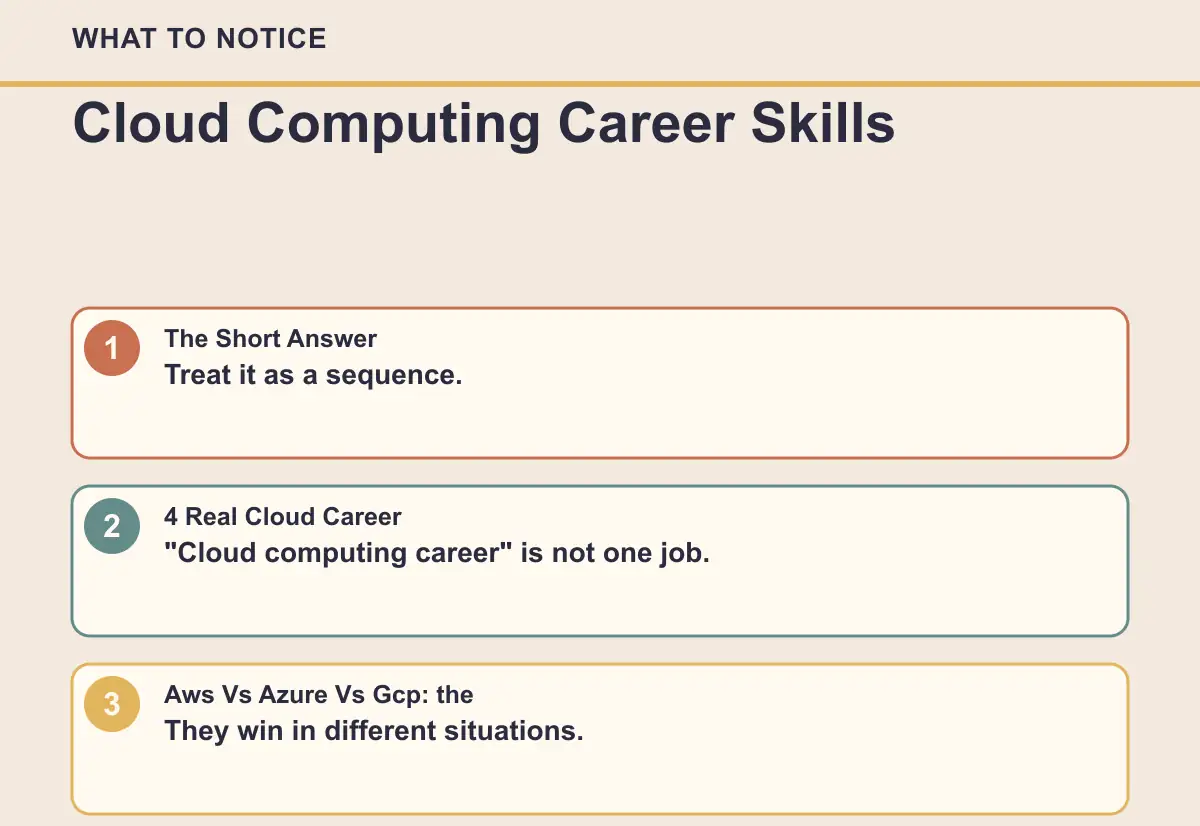 WHAT TO NOTICE
Cloud Computing Career Skills
1
The Short Answer
Treat it as a sequence.
2
4 Real Cloud Career
"Cloud computing career" is not one job.
3
Aws Vs Azure Vs Gcp: the
They win in different situations.